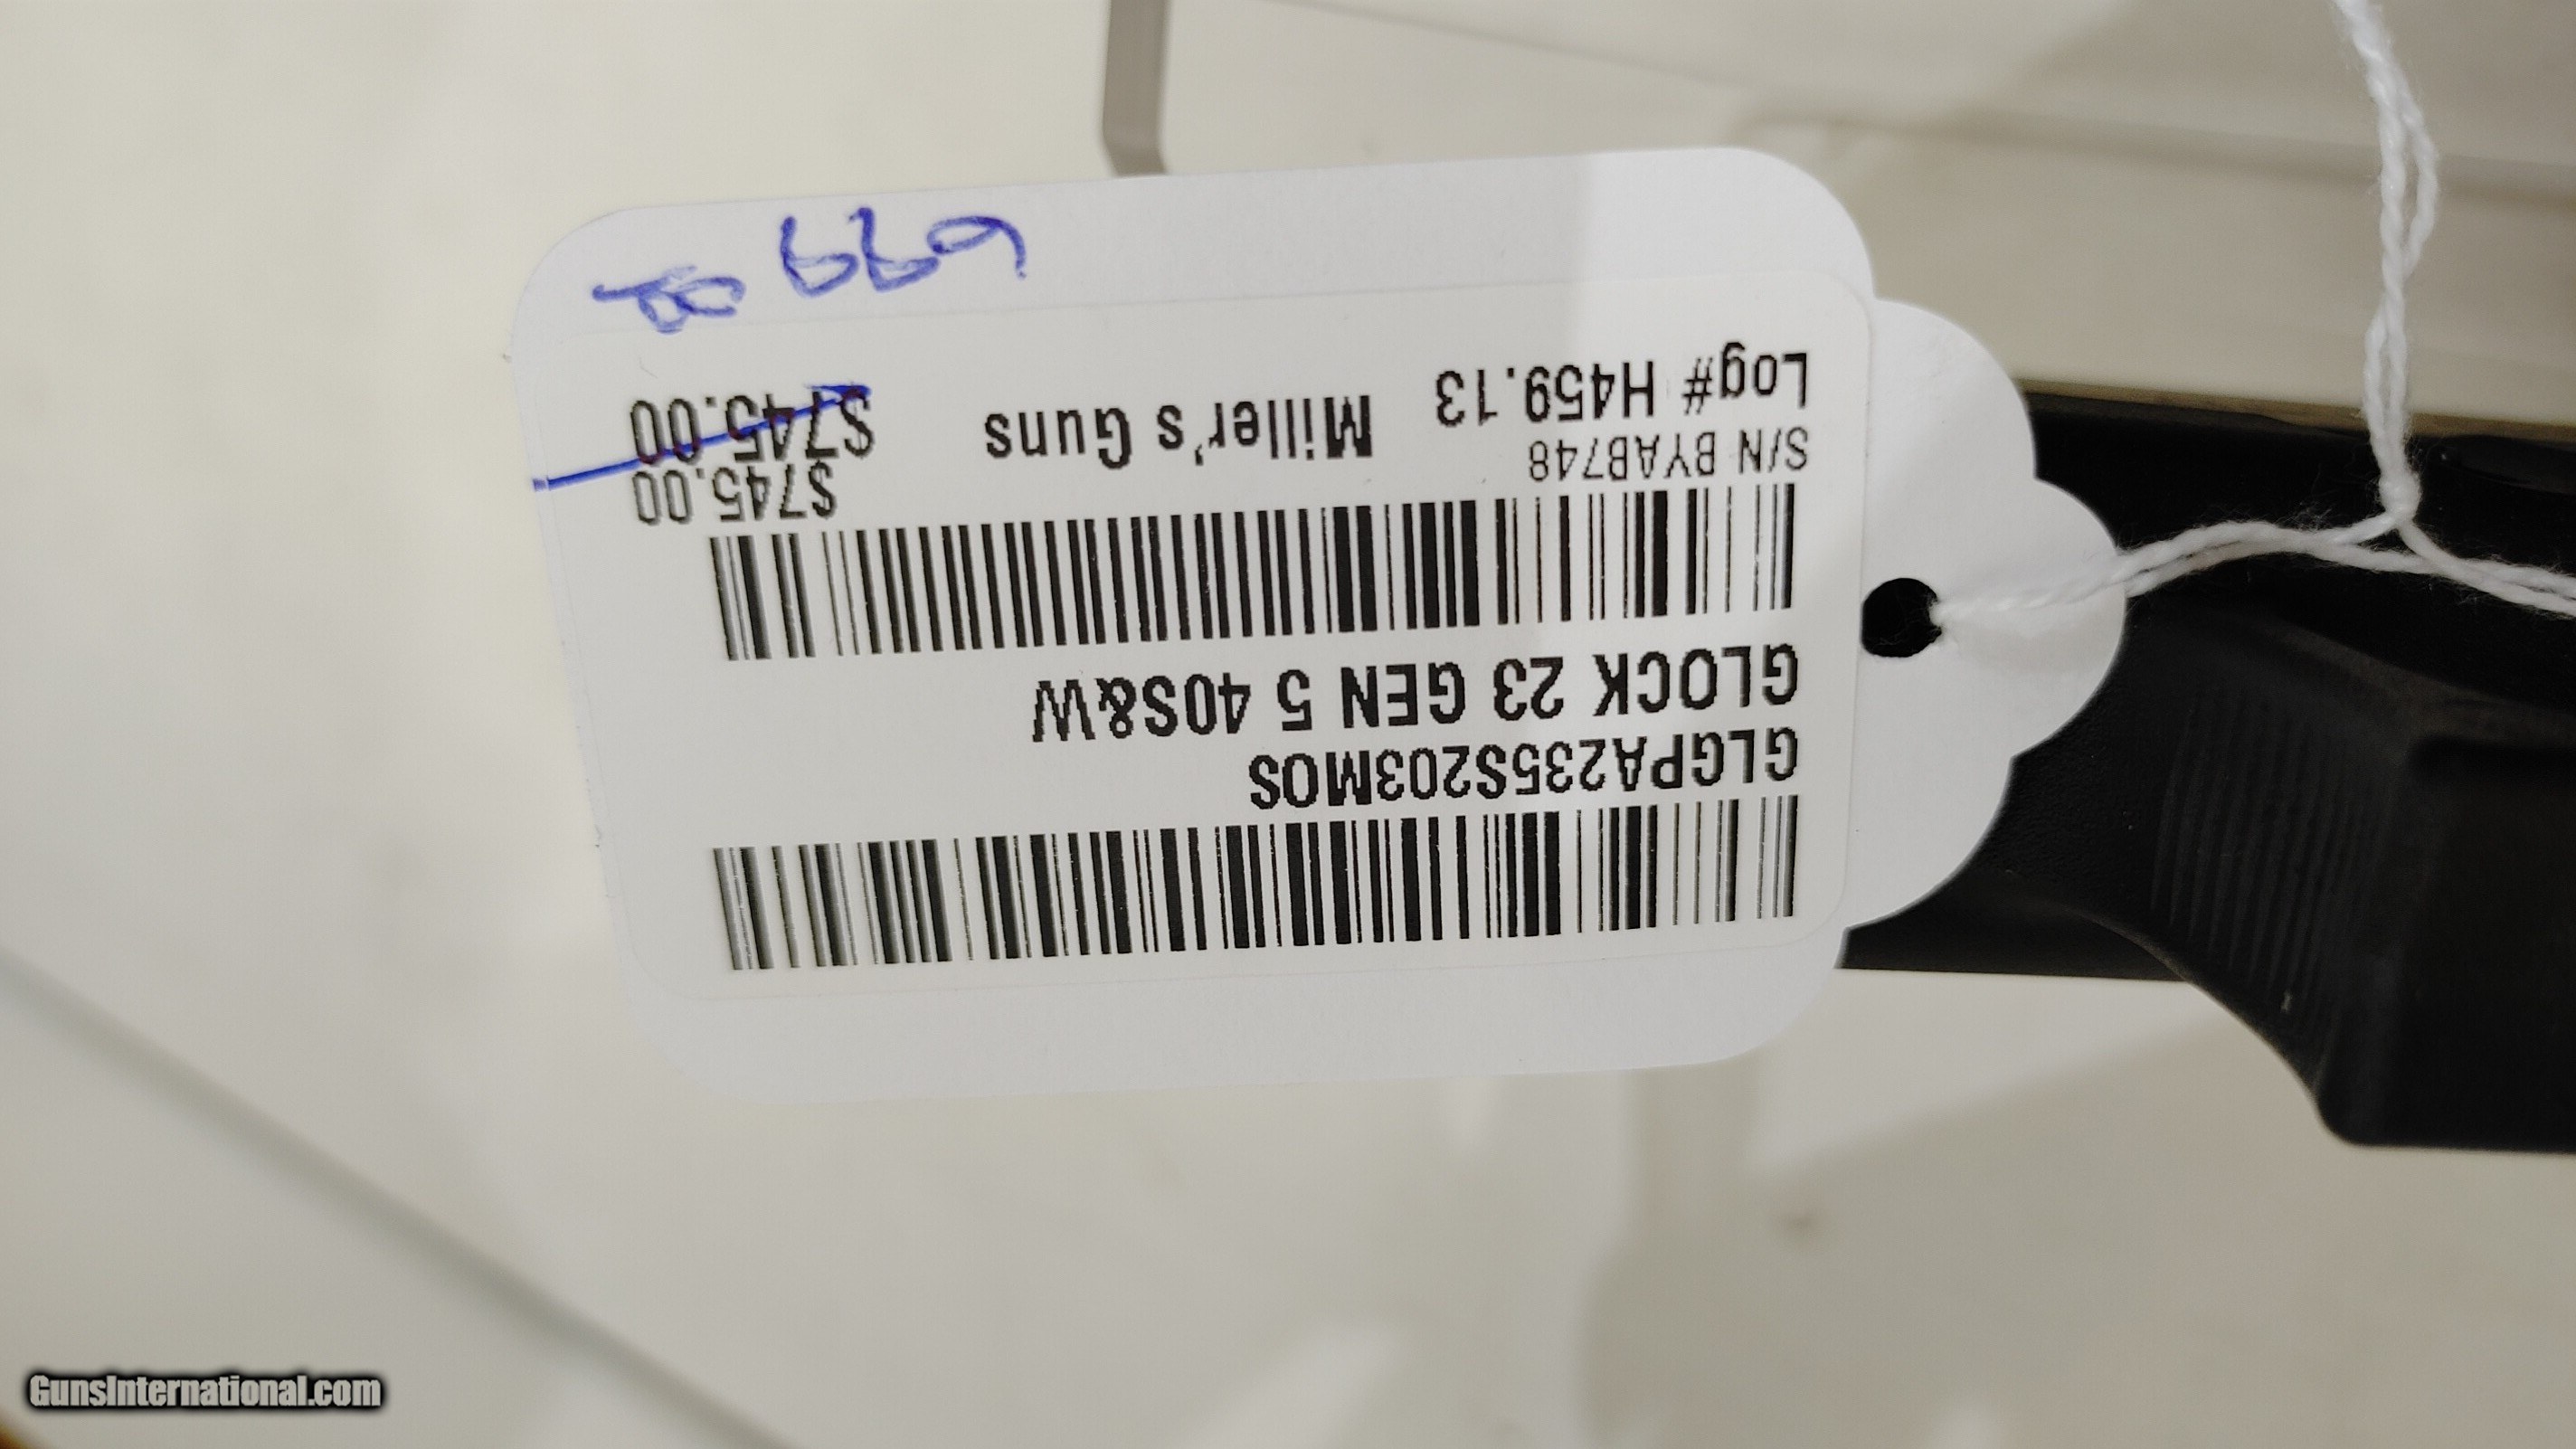 GLGPA235S203MOS
GLOCK 23 GEN 5 40S&W
S/N BYAB748 $745.00
Log# H459.13 Miller's Guns $745.00
699 00
GunsInternational.com